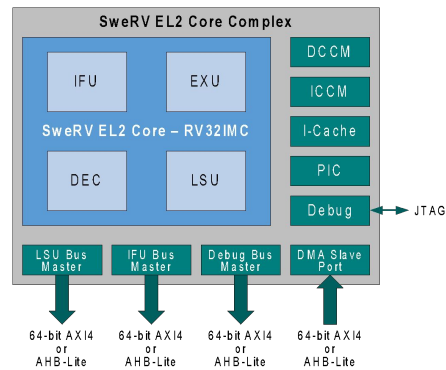 SweRV EL2 Core Complex
IFU
EXU
SweRV EL2 Core – RV32IMC
DEC
LSU
DCCM
ICCM
I-Cache
PIC
Debug
JTAG
LSU Bus
Master
IFU Bus
Master
Debug Bus
Master
DMA Slave
Port
64-bit AXI4
or
AHB-Lite
64-bit AXI4
or
AHB-Lite
64-bit AXI4
or
AHB-Lite
64-bit AXI4
or
AHB-Lite